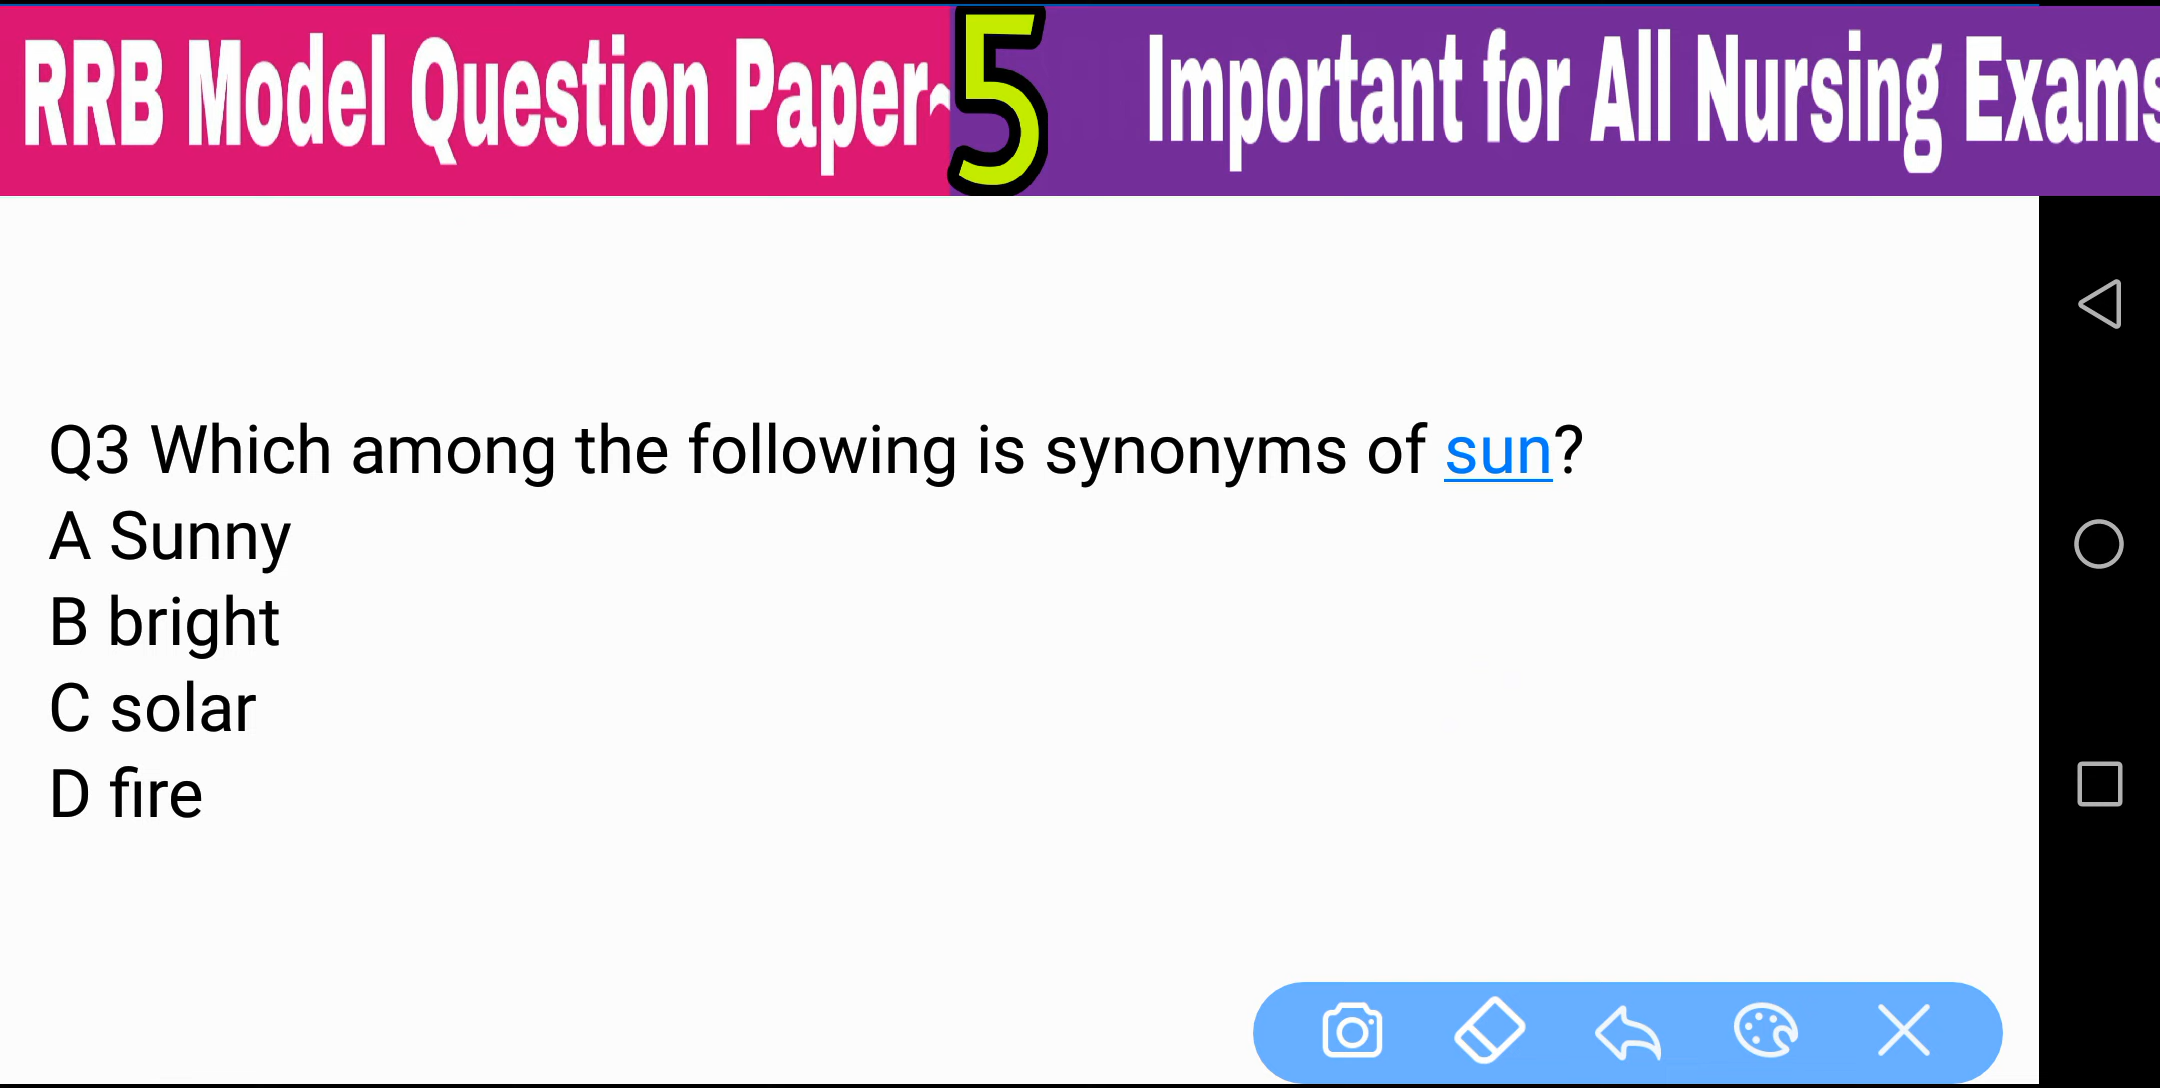 RRB Model Question Paper-5 Important for All Nursing Exams
Q3 Which among the following is synonyms of sun?
A Sunny
B bright
C solar
D fire